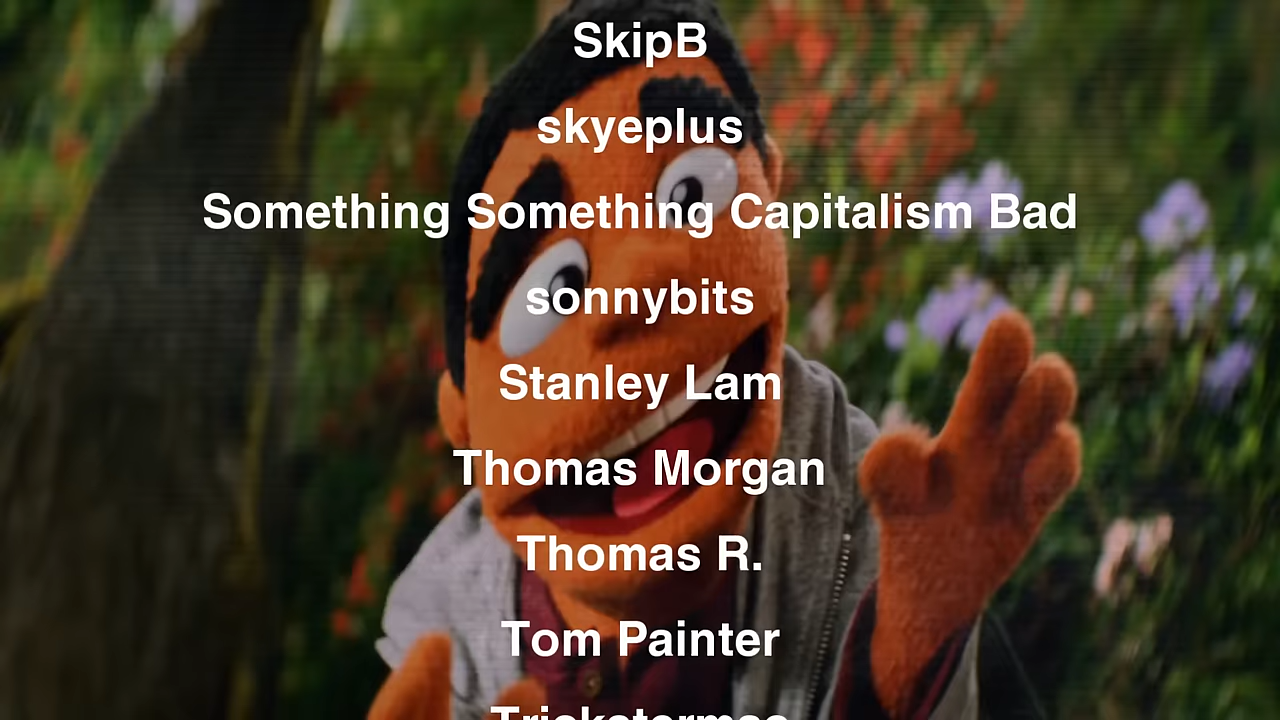 SkipB
skyeplus
Something Something Capitalism Bad
sonnybits
Stanley Lam
Thomas Morgan
Thomas R.
Tom Painter